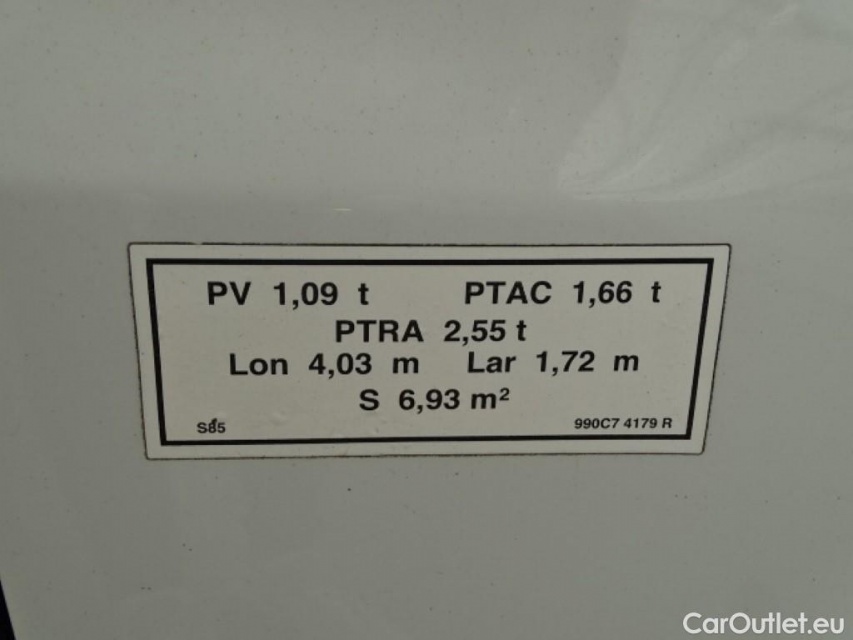 PV 1,09 t PTAC 1,66 t
PTRA 2,55 t
Lon 4,03 m Lar 1,72 m
S 6,93 m²
S85 990C7 4179 R
CarOutlet.eu